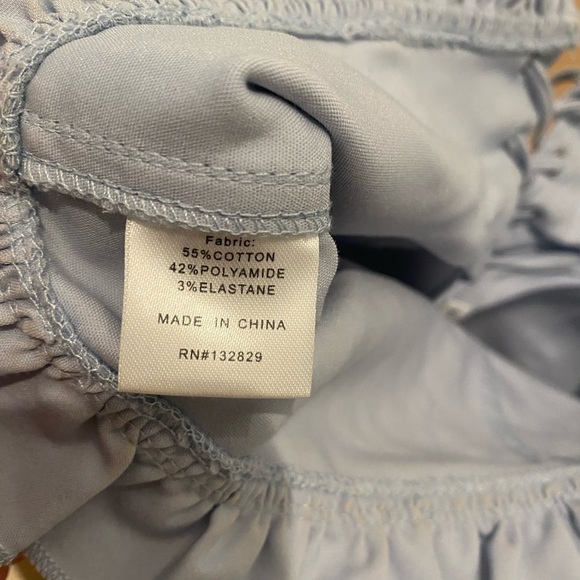 Fabric:
55%COTTON
42%POLYAMIDE
3%ELASTANE
MADE IN CHINA
RN#132829